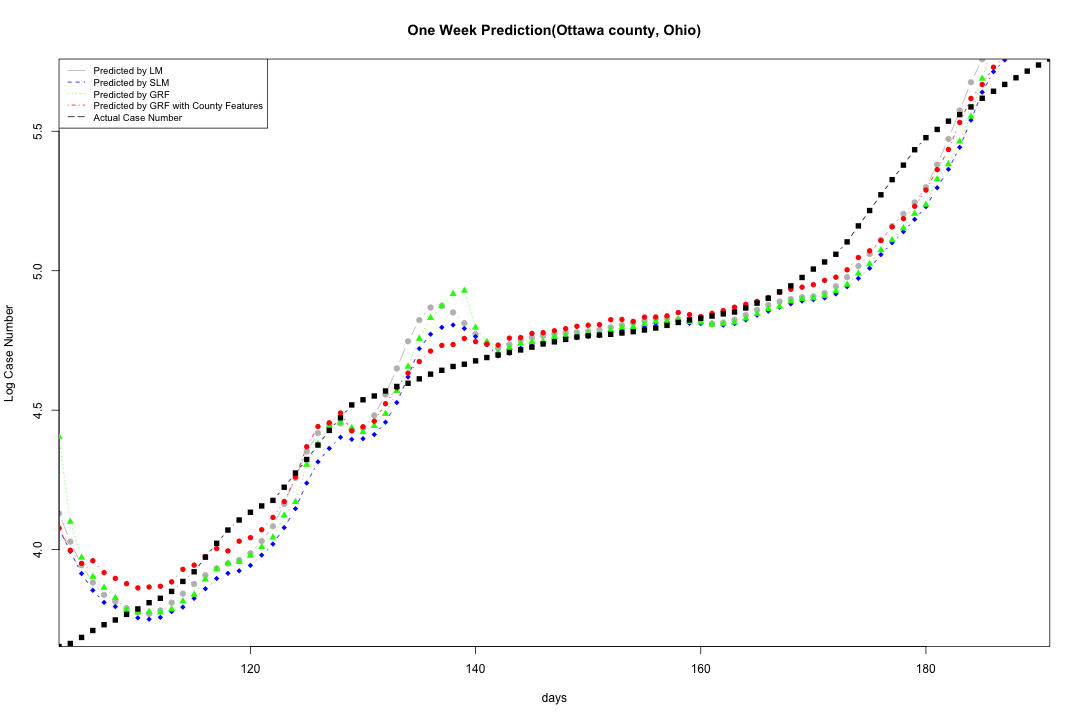 One Week Prediction(Ottawa county, Ohio)
Predicted by LM
Predicted by SLM
Predicted by GRF
Predicted by GRF with County Features
Actual Case Number
5.5
5.0
4.5
4.0
Log Case Number
120
140
160
180
days